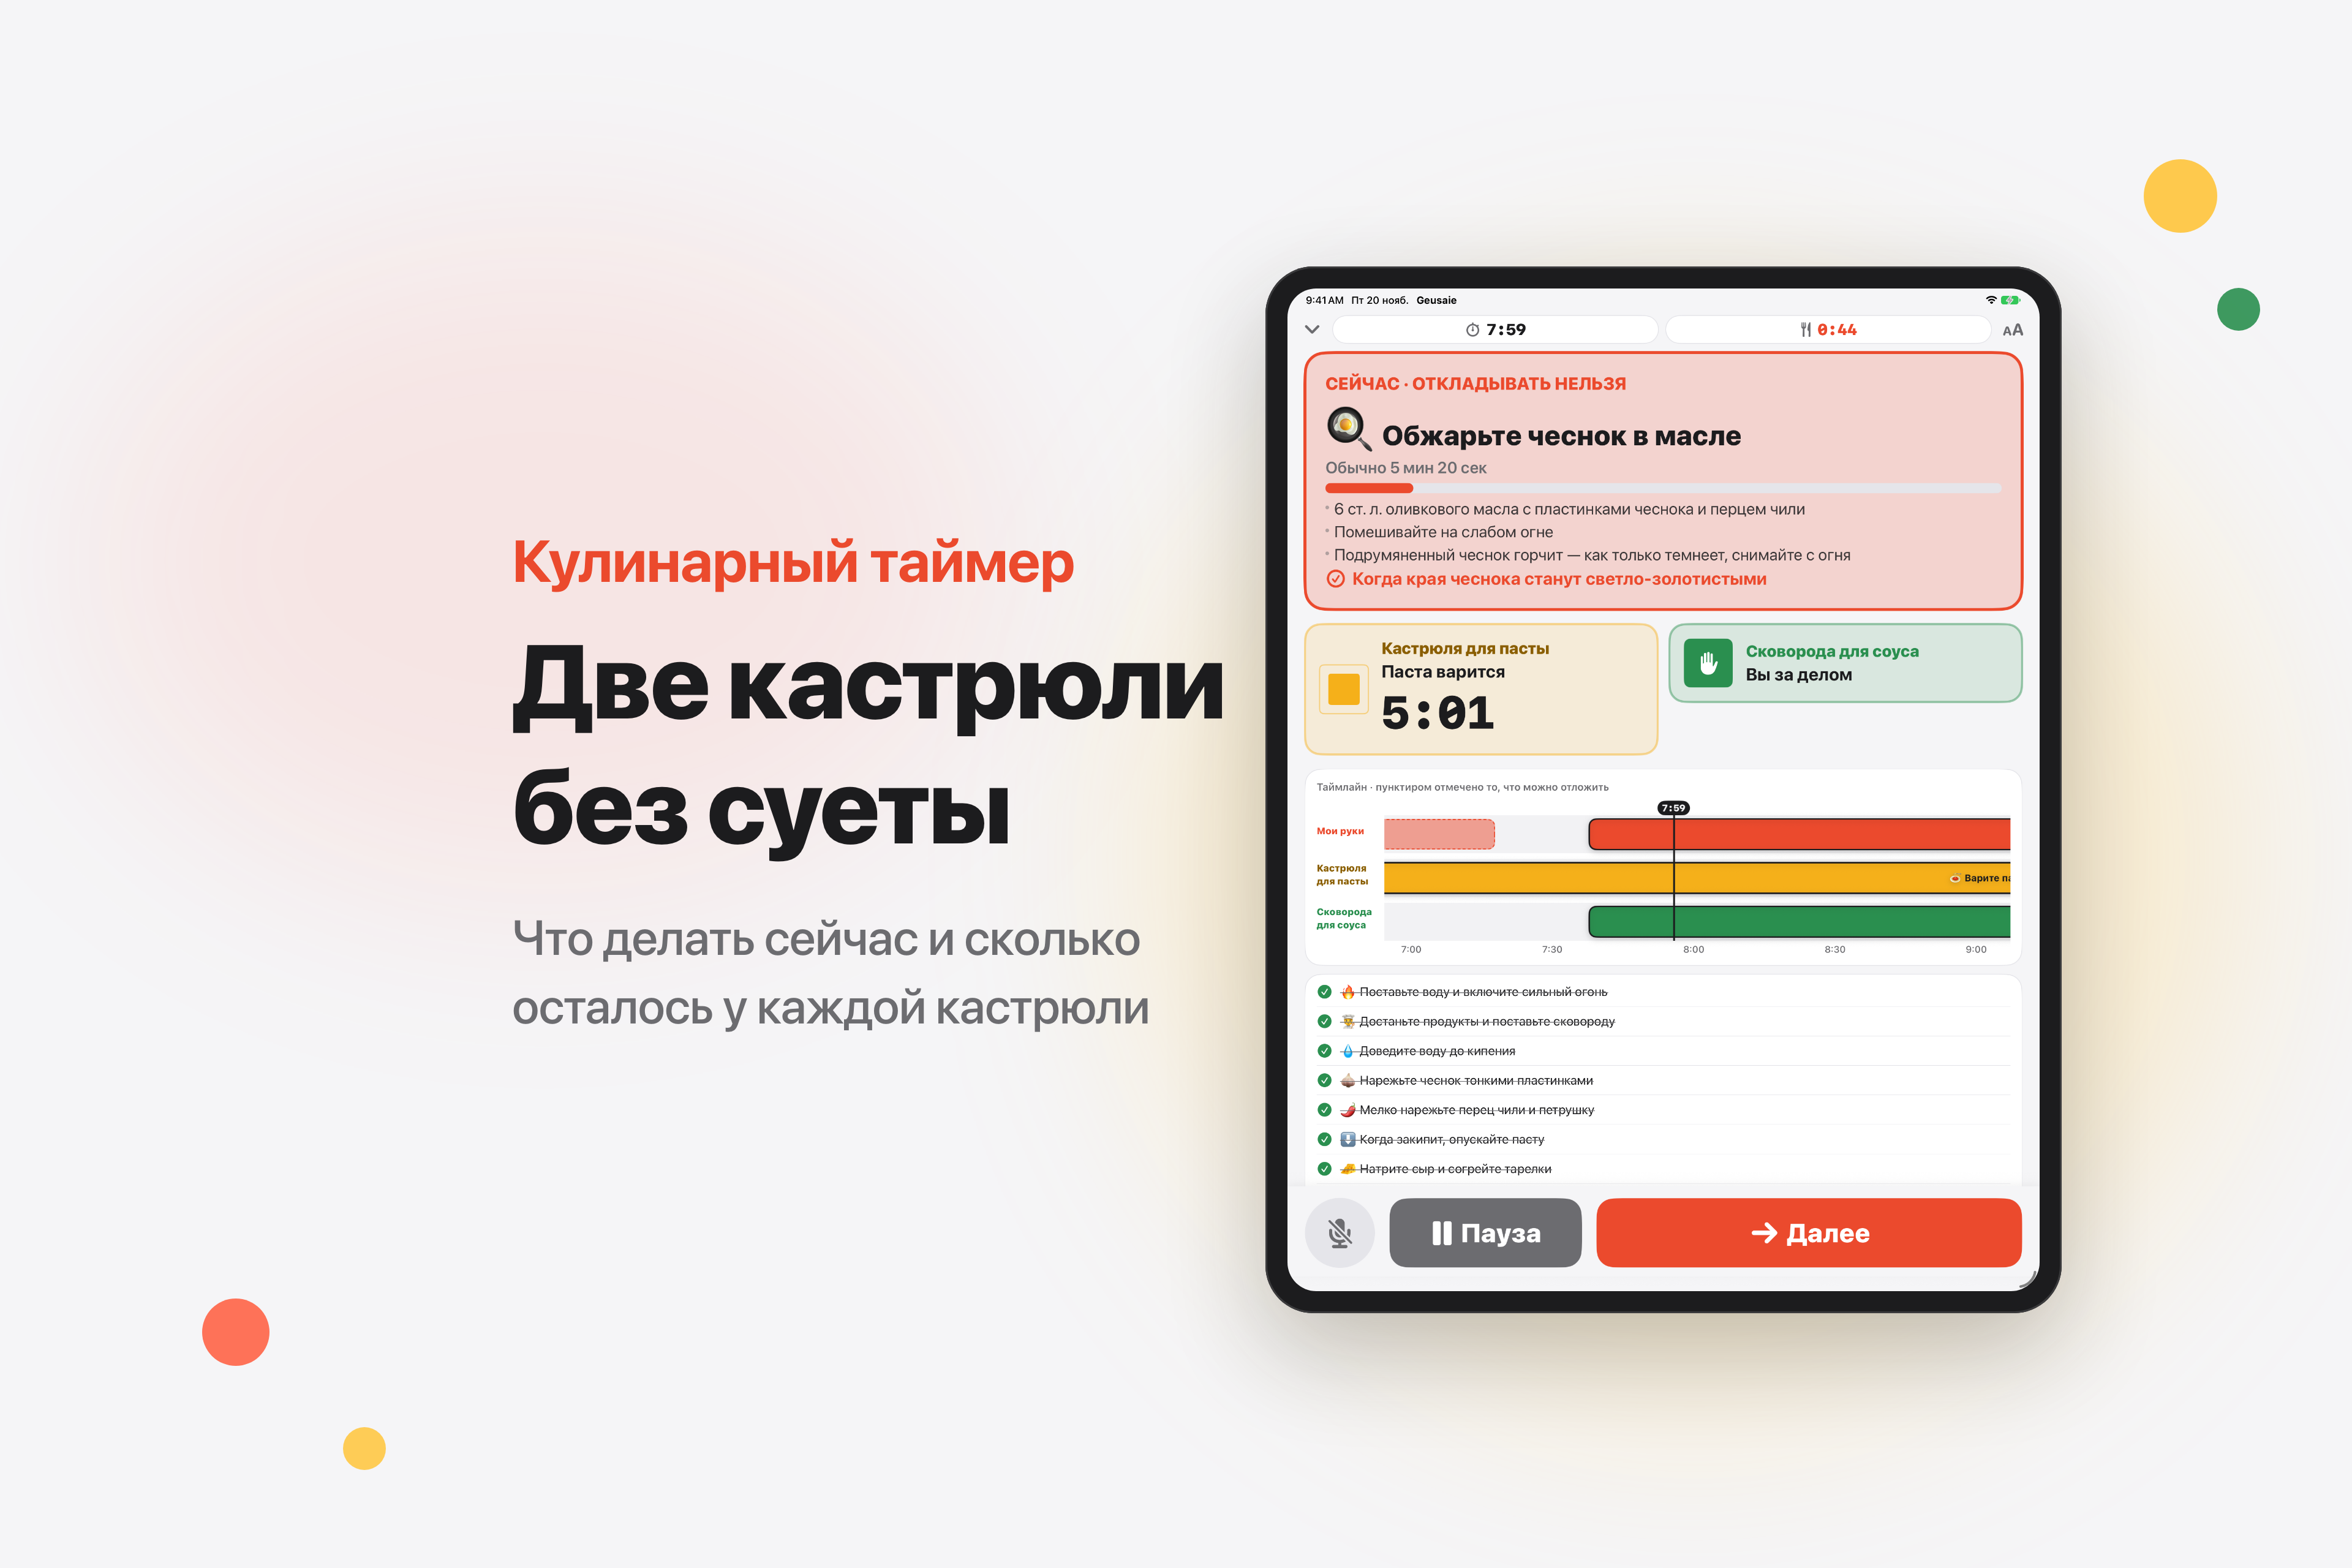 Кулинарный таймер
Две кастрюли
без суеты
Что делать сейчас и сколько
осталось у каждой кастрюли
9:41 AM Пт 20 нояб. Geusaie
7:59
0:44
AA
СЕЙЧАС · ОТКЛАДЫВАТЬ НЕЛЬЗЯ
Обжарьте чеснок в масле
Обычно 5 мин 20 сек
• 6 ст. л. оливкового масла с пластинками чеснока и перцем чили
• Помешивайте на слабом огне
• Подрумяненный чеснок горчит — как только темнеет, снимайте с огня
Когда края чеснока станут светло-золотистыми
Кастрюля для пасты
Паста варится
5:01
Сковорода для соуса
Вы за делом
Таймлайн · пунктиром отмечено то, что можно отложить
7:59
Мои руки
Кастрюля
для пасты
Варите па
Сковорода
для соуса
7:00 7:30 8:00 8:30 9:00
Поставьте воду и включите сильный огонь
Достаньте продукты и поставьте сковороду
Доведите воду до кипения
Нарежьте чеснок тонкими пластинками
Мелко нарежьте перец чили и петрушку
Когда закипит, опускайте пасту
Натрите сыр и согрейте тарелки
Пауза
Далее